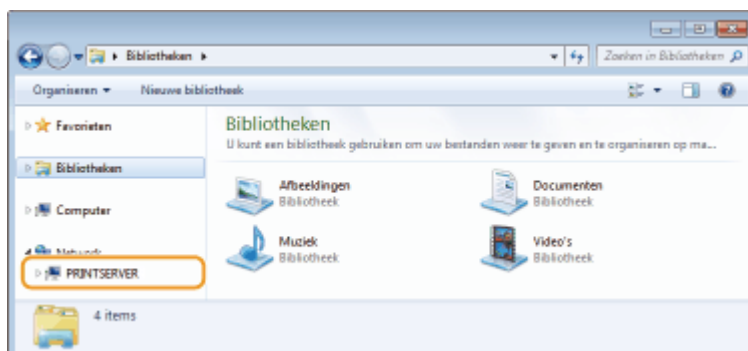 Bibliotheken
Zoeken in Bibliotheken
Organiseren
Nieuwe bibliotheek
Favorieten
Bibliotheken
Computer
Netwerk
PRINTSERVER
Bibliotheken
U kunt een bibliotheek gebruiken om uw bestanden weer te geven en te organiseren op ma...
Afbeeldingen
Bibliotheek
Documenten
Bibliotheek
Muziek
Bibliotheek
Video's
Bibliotheek
4 items